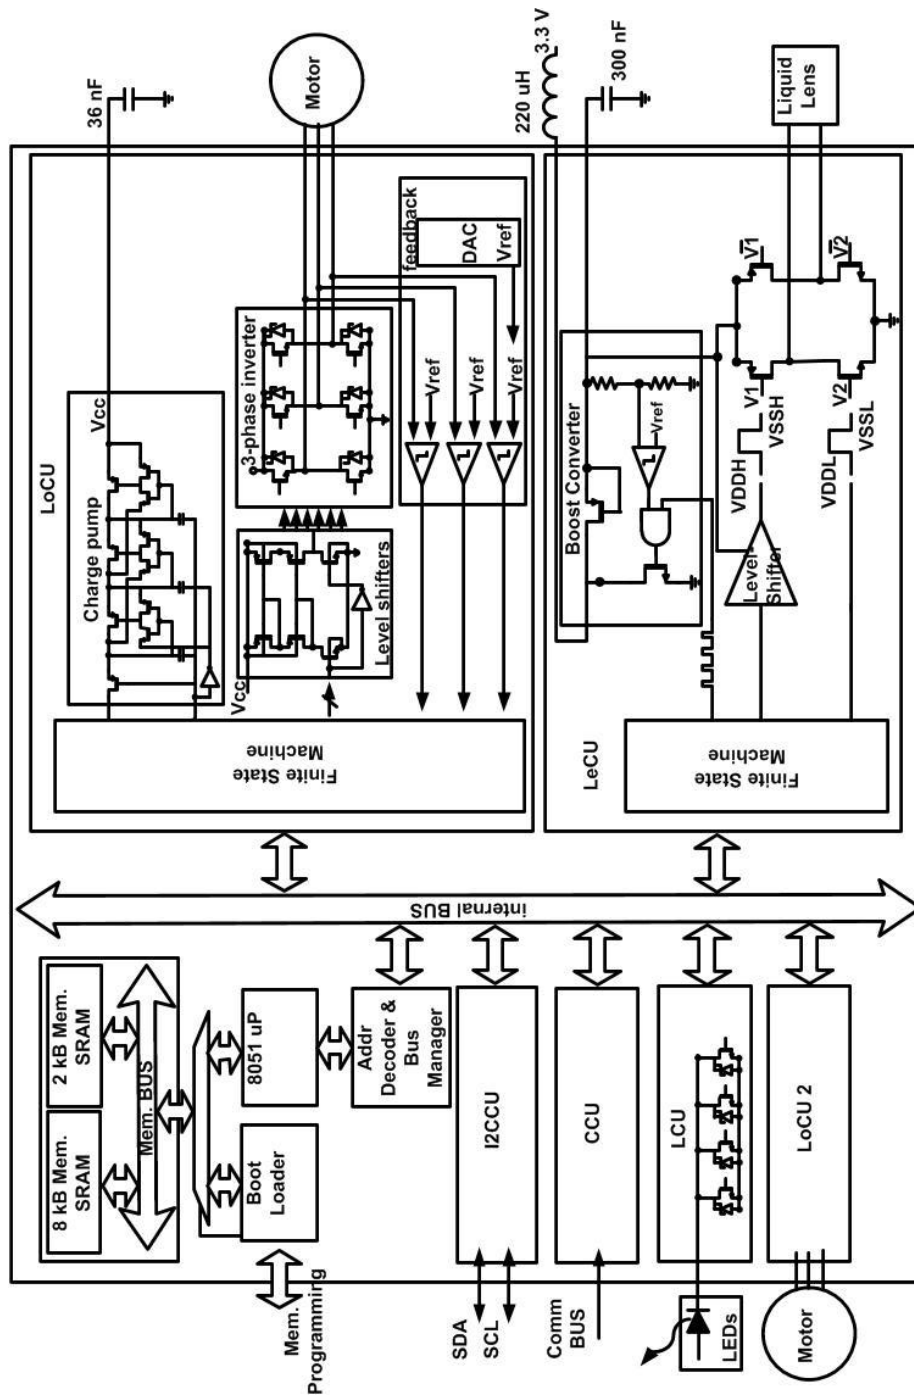 8 kB Mem.
SRAM
2 kB Mem.
SRAM
Mem. BUS
Mem.
Programming
Boot
Loader
8051 uP
Addr
Decoder &
Bus
Manager
SDA
SCL
I2CCU
Comm
BUS
CCU
LEDs
LCU
Motor
LoCU 2
internal BUS
LoCU
Finite State
Machine
Charge pump
Vcc
36 nF
Vcc
Level shifters
3-phase inverter
Motor
feedback
DAC
Vref
Vref
Vref
Vref
LeCU
Finite State
Machine
Boost Converter
Vref
220 uH
3.3 V
300 nF
Level
Shifter
VDDH
VSSH
V1
V1
VDDL
VSSL
V2
V2
Liquid
Lens